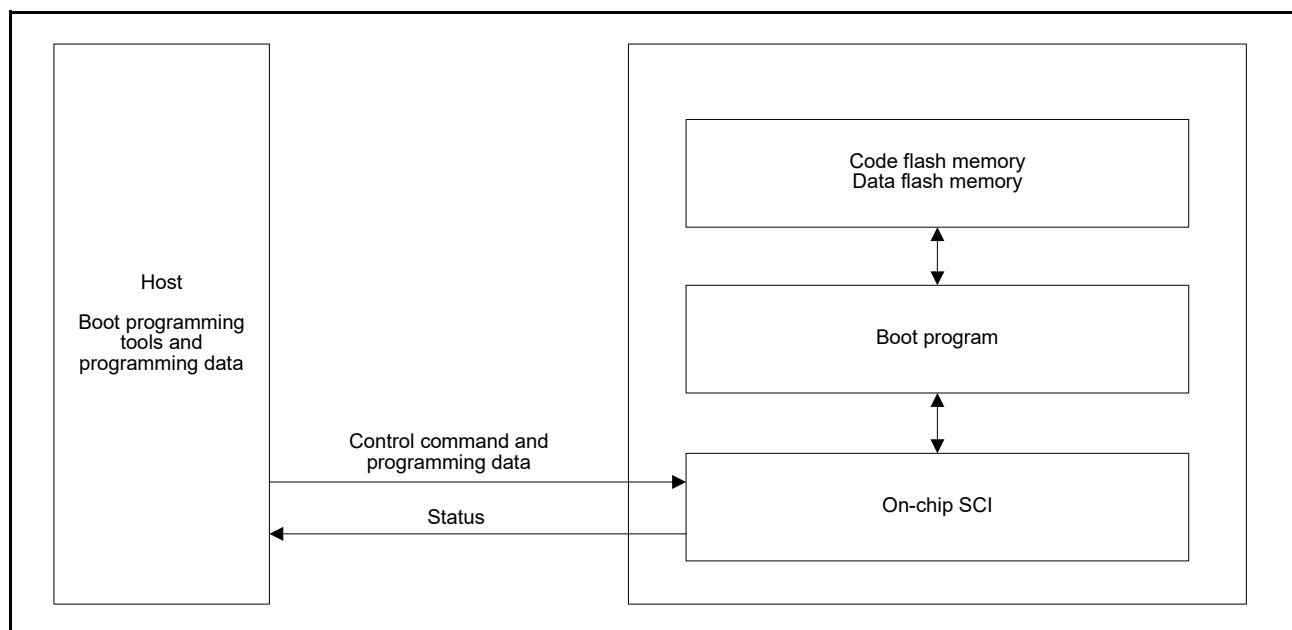 Host
Boot programming
tools and
programming data
Control command and
programming data
Status
Code flash memory
Data flash memory
Boot program
On-chip SCI